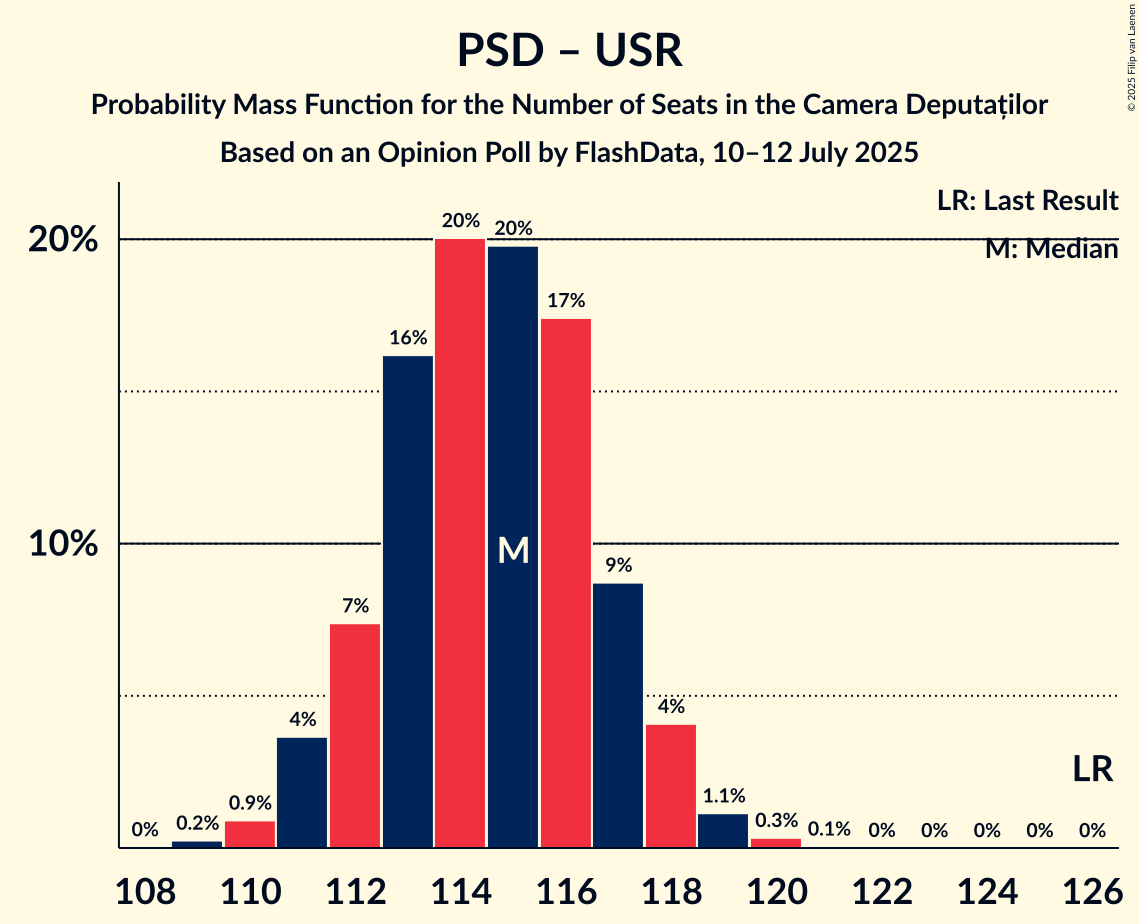 PSD – USR
Probability Mass Function for the Number of Seats in the Camera Deputaților
Based on an Opinion Poll by FlashData, 10–12 July 2025
© 2025 Filip van Laenen
LR: Last Result
M: Median
20%
10%
0%
0.2%
0.9%
4%
7%
16%
20%
20%
17%
9%
4%
1.1%
0.3%
0.1%
0%
0%
0%
0%
0%
M
LR
108 110 112 114 116 118 120 122 124 126